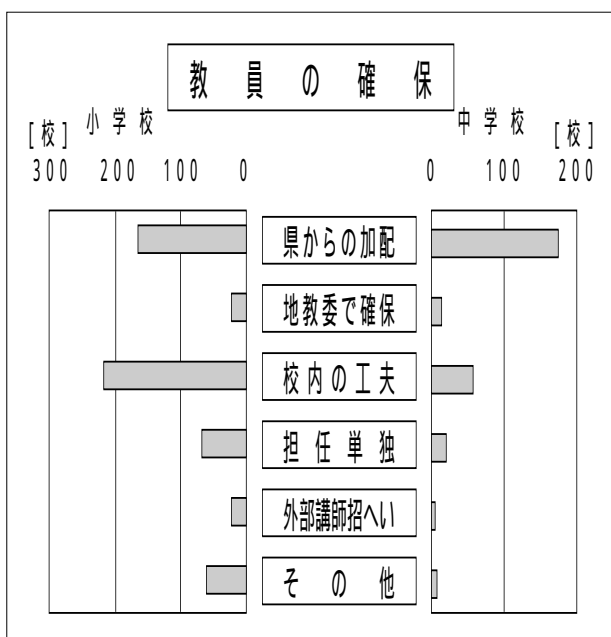 教員の確保
小学校 中学校
[校] [校]
300 200 100 0 0 100 200
県からの加配
地教委で確保
校内の工夫
担任単独
外部講師招へい
その他